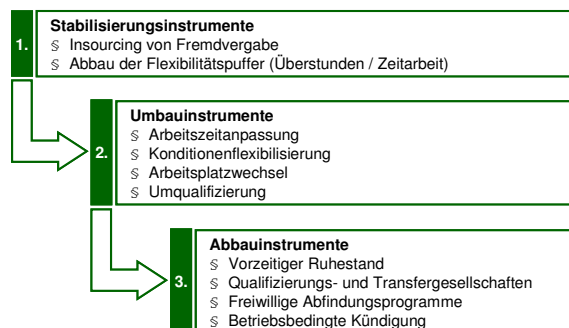 Stabilisierungsinstrumente
1.
§ Insourcing von Fremdvergabe
§ Abbau der Flexibilitätspuffer (Überstunden / Zeitarbeit)
Umbauinstrumente
§ Arbeitszeitanpassung
2.
§ Konditionenflexibilisierung
§ Arbeitsplatzwechsel
§ Umqualifizierung
Abbauinstrumente
§ Vorzeitiger Ruhestand
3.
§ Qualifizierungs- und Transfergesellschaften
§ Freiwillige Abfindungsprogramme
§ Betriebsbedingte Kündigung